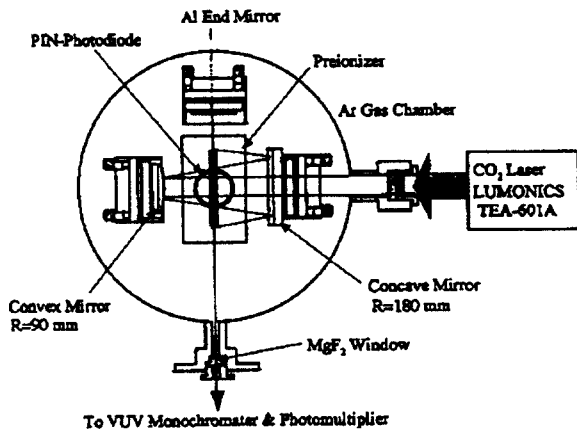 Al End Mirror
PIN-Photodiode
Preionizer
Ar Gas Chamber
CO₂ Laser
LUMONICS
TEA-601A
Concave Mirror
R=180 mm
Convex Mirror
R=90 mm
MgF₂ Window
To VUV Monochromater & Photomultiplier